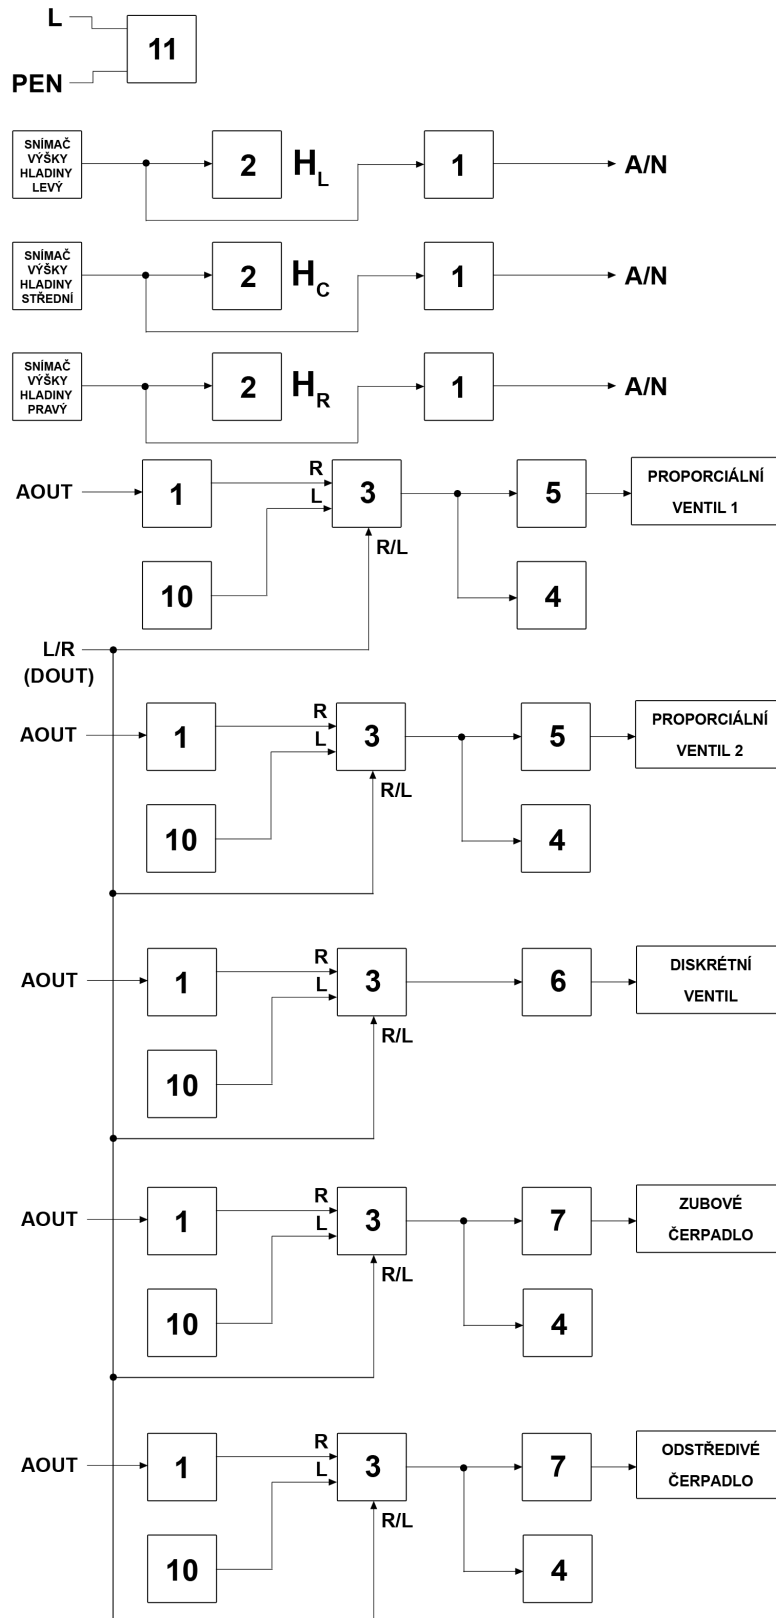 L
11
PEN
SNÍMAČ
VÝŠKY
HLADINY
LEVÝ
2
H_L
1
A/N
SNÍMAČ
VÝŠKY
HLADINY
STŘEDNÍ
2
H_C
1
A/N
SNÍMAČ
VÝŠKY
HLADINY
PRAVÝ
2
H_R
1
A/N
AOUT
1
R
L
3
R/L
5
PROPORCIÁLNÍ
VENTIL 1
10
4
L/R
(DOUT)
AOUT
1
R
L
3
R/L
5
PROPORCIÁLNÍ
VENTIL 2
10
4
AOUT
1
R
L
3
R/L
6
DISKRÉTNÍ
VENTIL
10
AOUT
1
R
L
3
R/L
7
ZUBOVÉ
ČERPADLO
10
4
AOUT
1
R
L
3
R/L
7
ODSTŘEDIVÉ
ČERPADLO
10
4